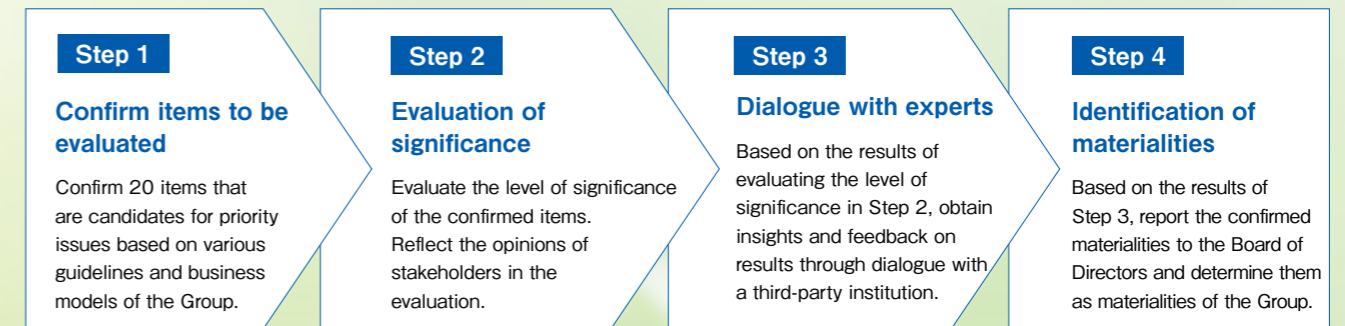 Step 1
Confirm items to be
evaluated
Confirm 20 items that
are candidates for priority
issues based on various
guidelines and business
models of the Group.
Step 2
Evaluation of
significance
Evaluate the level of significance
of the confirmed items.
Reflect the opinions of
stakeholders in the
evaluation.
Step 3
Dialogue with experts
Based on the results of
evaluating the level of
significance in Step 2, obtain
insights and feedback on
results through dialogue with
a third-party institution.
Step 4
Identification of
materialities
Based on the results of
Step 3, report the confirmed
materialities to the Board of
Directors and determine them
as materialities of the Group.